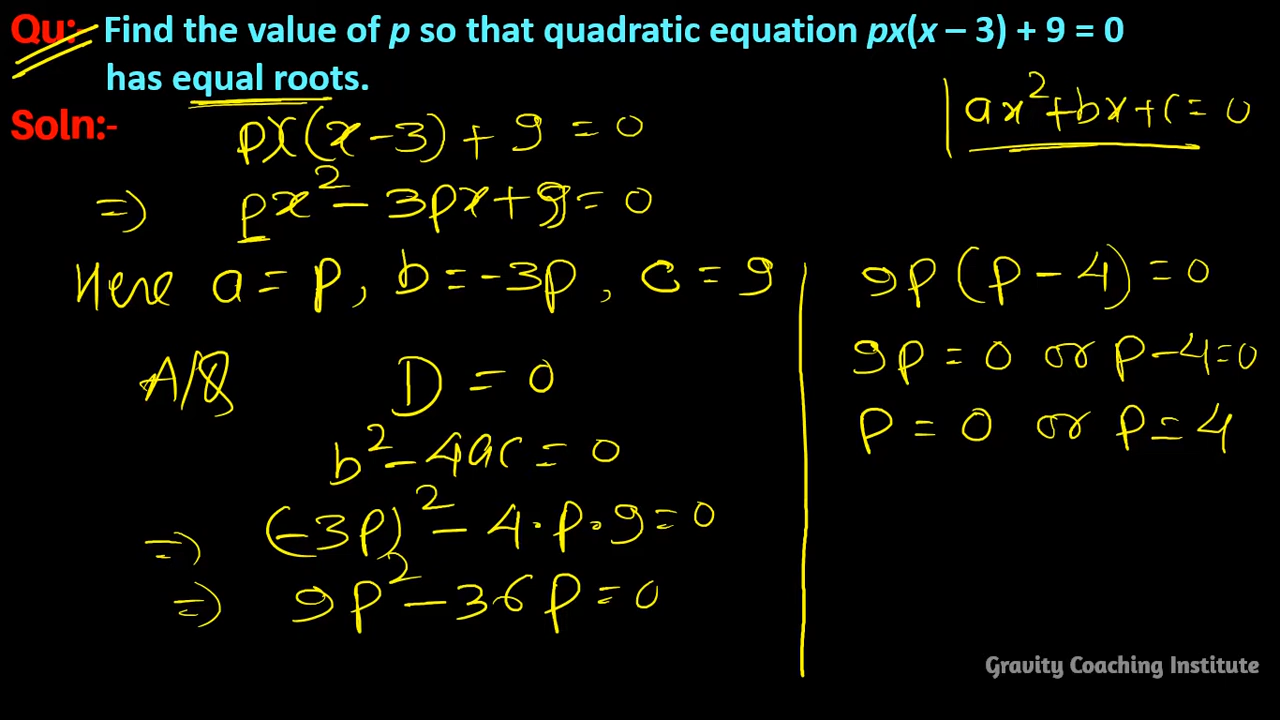 Qu:- Find the value of p so that quadratic equation px(x – 3) + 9 = 0
has equal roots.
Soln:-
px(x-3) + 9 = 0
=) px² - 3px + 9 = 0
Here a = p, b = -3p, c = 9
A/Q D = 0
b² - 4ac = 0
=) (-3p)² - 4·p·9 = 0
=) 9p² - 36p = 0
ax² + bx + c = 0
9p(p - 4) = 0
9p = 0 or p - 4 = 0
p = 0 or p = 4
Gravity Coaching Institute